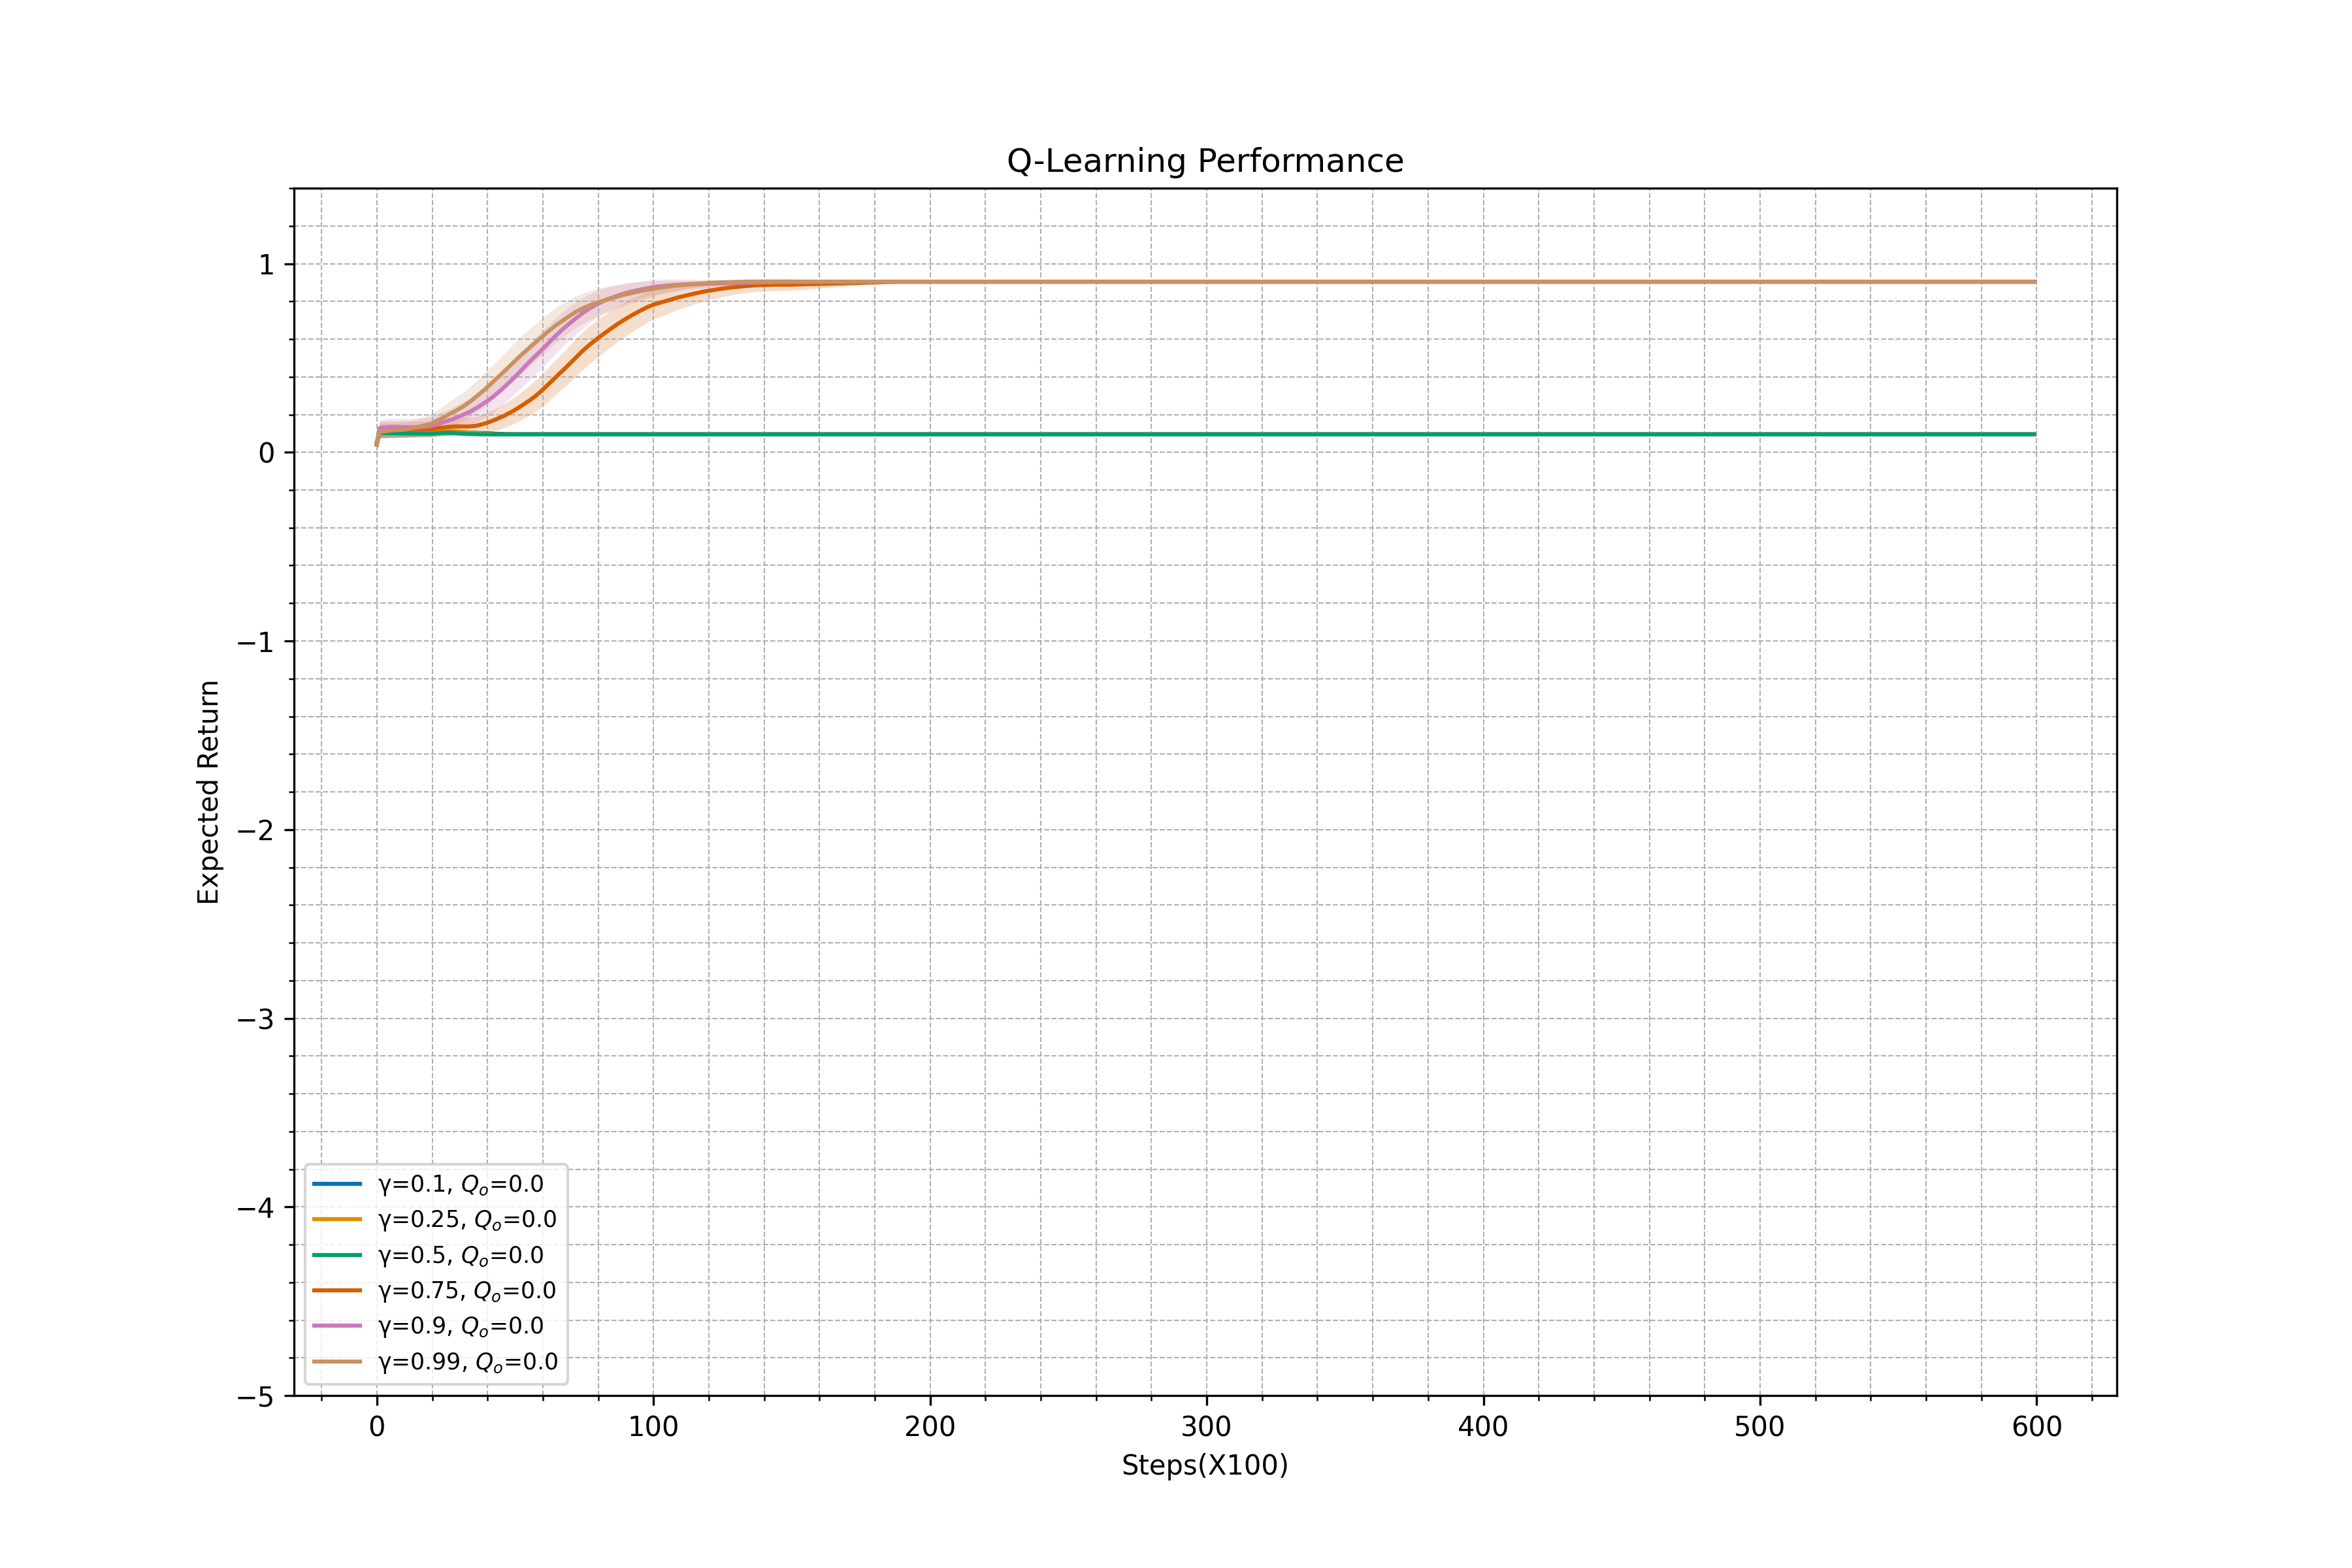 Q-Learning Performance
Expected Return
1
0
−1
−2
−3
−4
−5
γ=0.1, Qₒ=0.0
γ=0.25, Qₒ=0.0
γ=0.5, Qₒ=0.0
γ=0.75, Qₒ=0.0
γ=0.9, Qₒ=0.0
γ=0.99, Qₒ=0.0
0 100 200 300 400 500 600
Steps(X100)